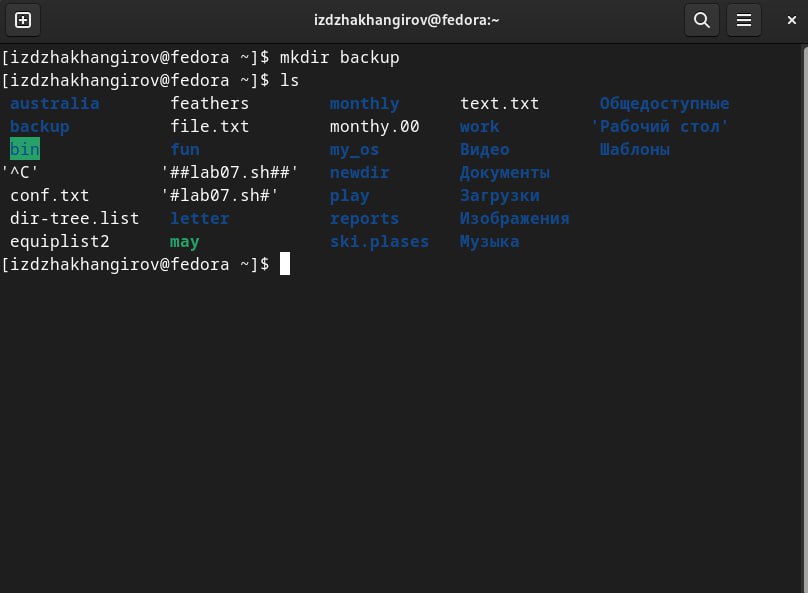 izdzhakhangirov@fedora:~
[izdzhakhangirov@fedora ~]$ mkdir backup
[izdzhakhangirov@fedora ~]$ ls
australia feathers monthly text.txt Общедоступные
backup file.txt monthy.00 work 'Рабочий стол'
bin fun my_os Видео Шаблоны
'^C' '##lab07.sh##' newdir Документы
conf.txt '#lab07.sh#' play Загрузки
dir-tree.list letter reports Изображения
equiplist2 may ski.plases Музыка
[izdzhakhangirov@fedora ~]$